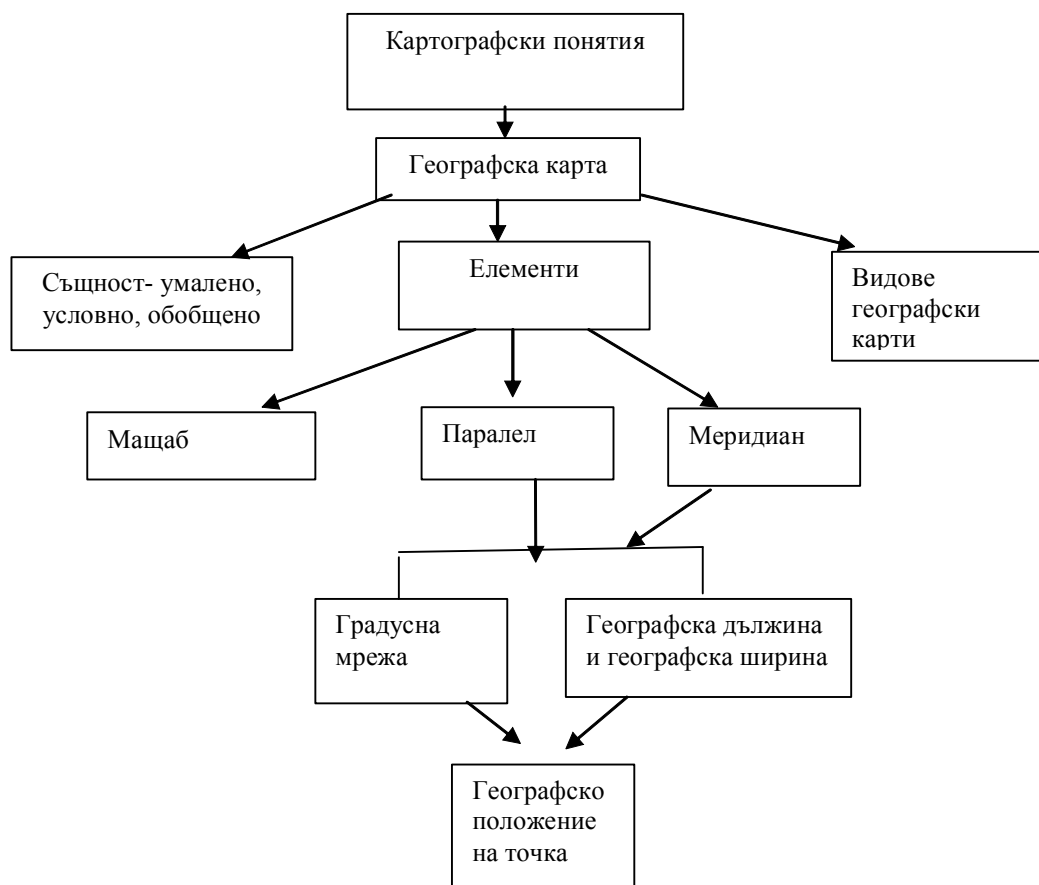 Картографски понятия
Географска карта
Същност- умалено,
условно, обобщено
Елементи
Видове
географски
карти
Мащаб
Паралел
Меридиан
Градусна
мрежа
Географска дължина
и географска ширина
Географско
положение
на точка